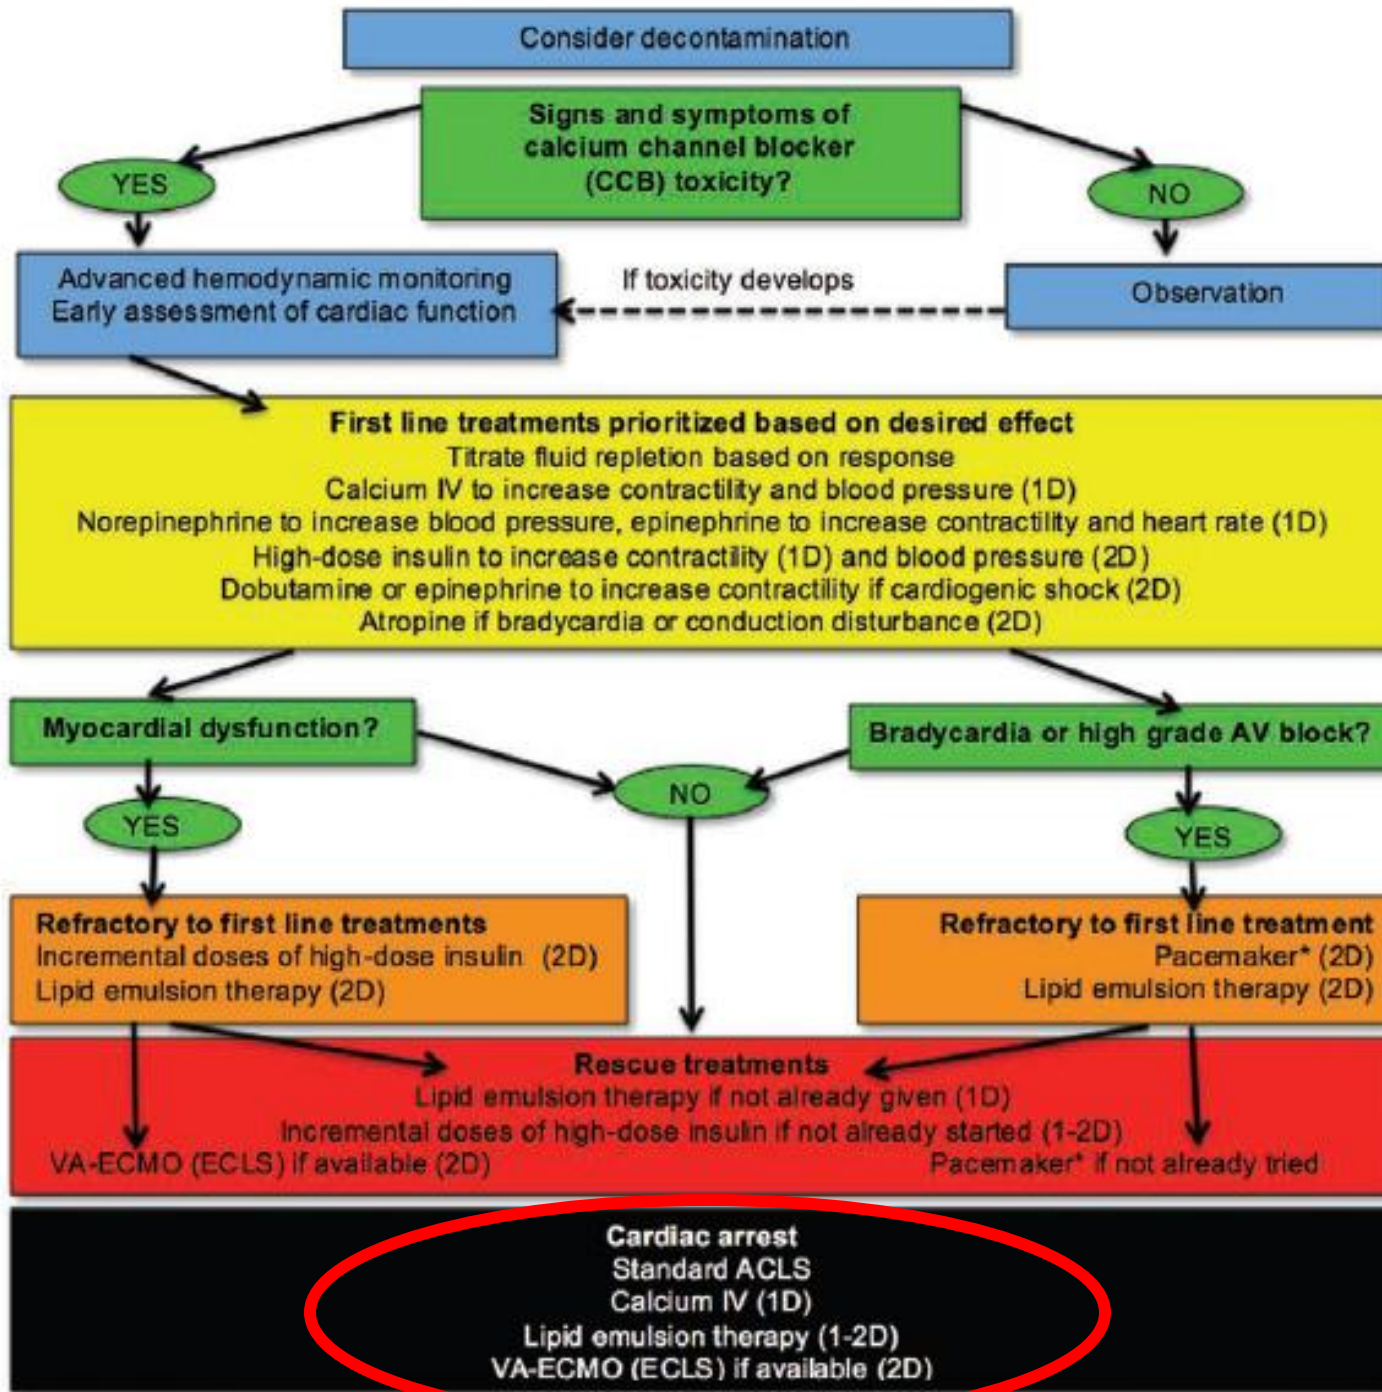 Consider decontamination
Signs and symptoms of
calcium channel blocker
(CCB) toxicity?
YES
NO
Advanced hemodynamic monitoring
Early assessment of cardiac function
If toxicity develops
Observation
First line treatments prioritized based on desired effect
Titrate fluid repletion based on response
Calcium IV to increase contractility and blood pressure (1D)
Norepinephrine to increase blood pressure, epinephrine to increase contractility and heart rate (1D)
High-dose insulin to increase contractility (1D) and blood pressure (2D)
Dobutamine or epinephrine to increase contractility if cardiogenic shock (2D)
Atropine if bradycardia or conduction disturbance (2D)
Myocardial dysfunction?
Bradycardia or high grade AV block?
NO
YES
YES
Refractory to first line treatments
Incremental doses of high-dose insulin (2D)
Lipid emulsion therapy (2D)
Refractory to first line treatment
Pacemaker* (2D)
Lipid emulsion therapy (2D)
Rescue treatments
Lipid emulsion therapy if not already given (1D)
Incremental doses of high-dose insulin if not already started (1-2D)
VA-ECMO (ECLS) if available (2D)
Pacemaker* if not already tried
Cardiac arrest
Standard ACLS
Calcium IV (1D)
Lipid emulsion therapy (1-2D)
VA-ECMO (ECLS) if available (2D)